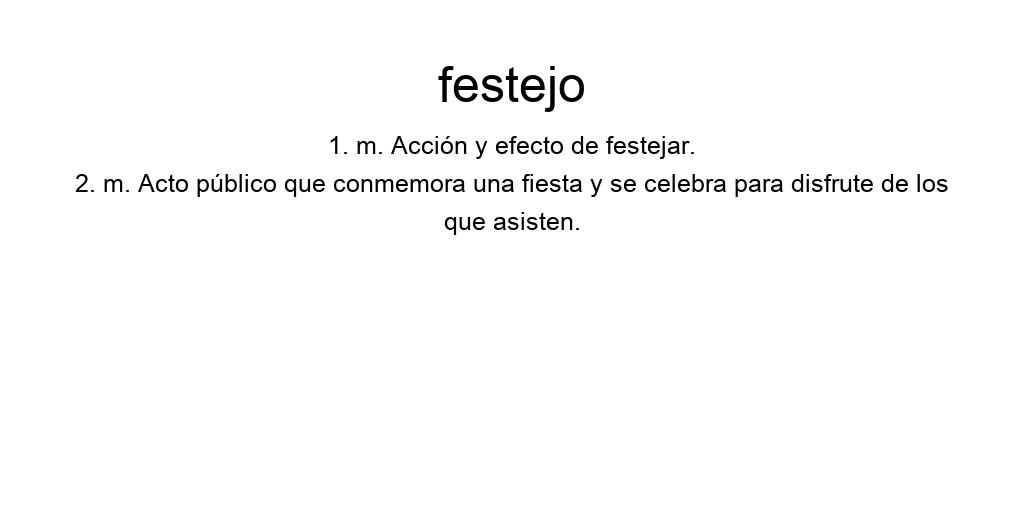 festejo
1. m. Acción y efecto de festejar.
2. m. Acto público que conmemora una fiesta y se celebra para disfrute de los
que asisten.